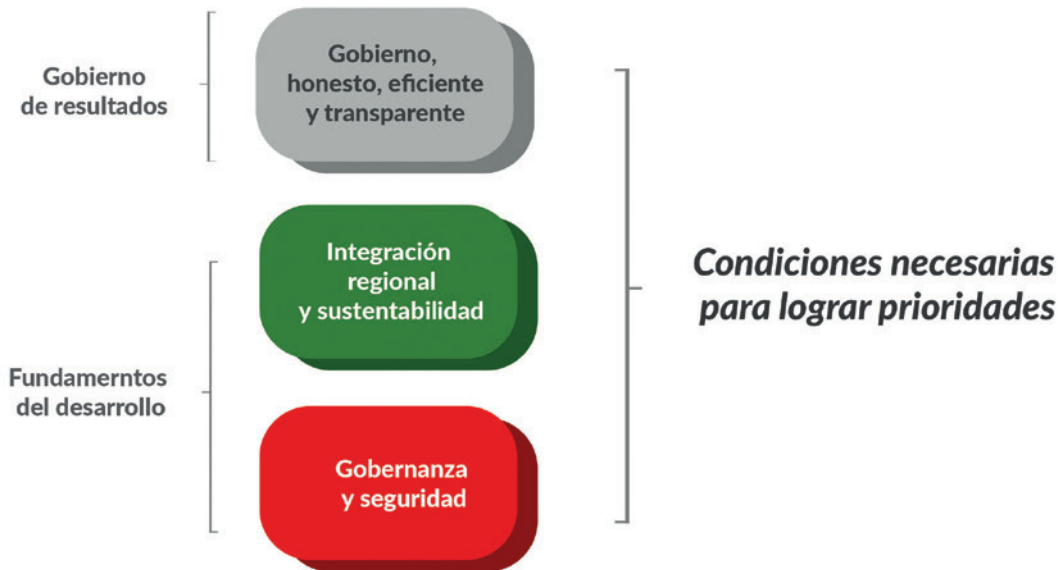 Gobierno
de resultados
Gobierno,
honesto, eficiente
y transparente
Integración
regional
y sustentabilidad
Fundamerntos
del desarrollo
Gobernanza
y seguridad
Condiciones necesarias
para lograr prioridades